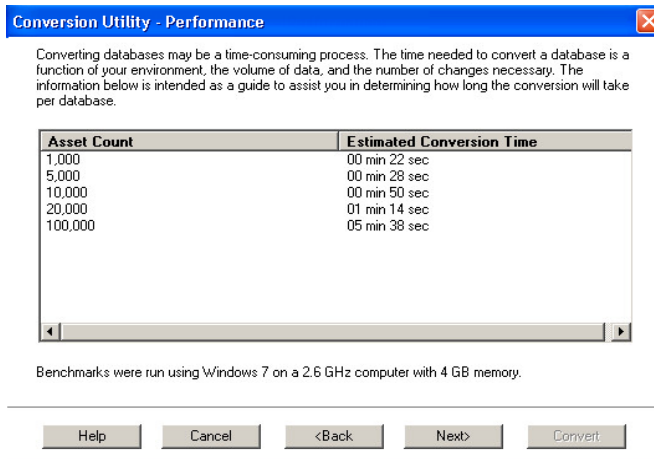 Conversion Utility - Performance
Converting databases may be a time-consuming process. The time needed to convert a database is a
function of your environment, the volume of data, and the number of changes necessary. The
information below is intended as a guide to assist you in determining how long the conversion will take
per database.
Asset Count Estimated Conversion Time
1,000 00 min 22 sec
5,000 00 min 28 sec
10,000 00 min 50 sec
20,000 01 min 14 sec
100,000 05 min 38 sec
Benchmarks were run using Windows 7 on a 2.6 GHz computer with 4 GB memory.
Help Cancel <Back Next> Convert